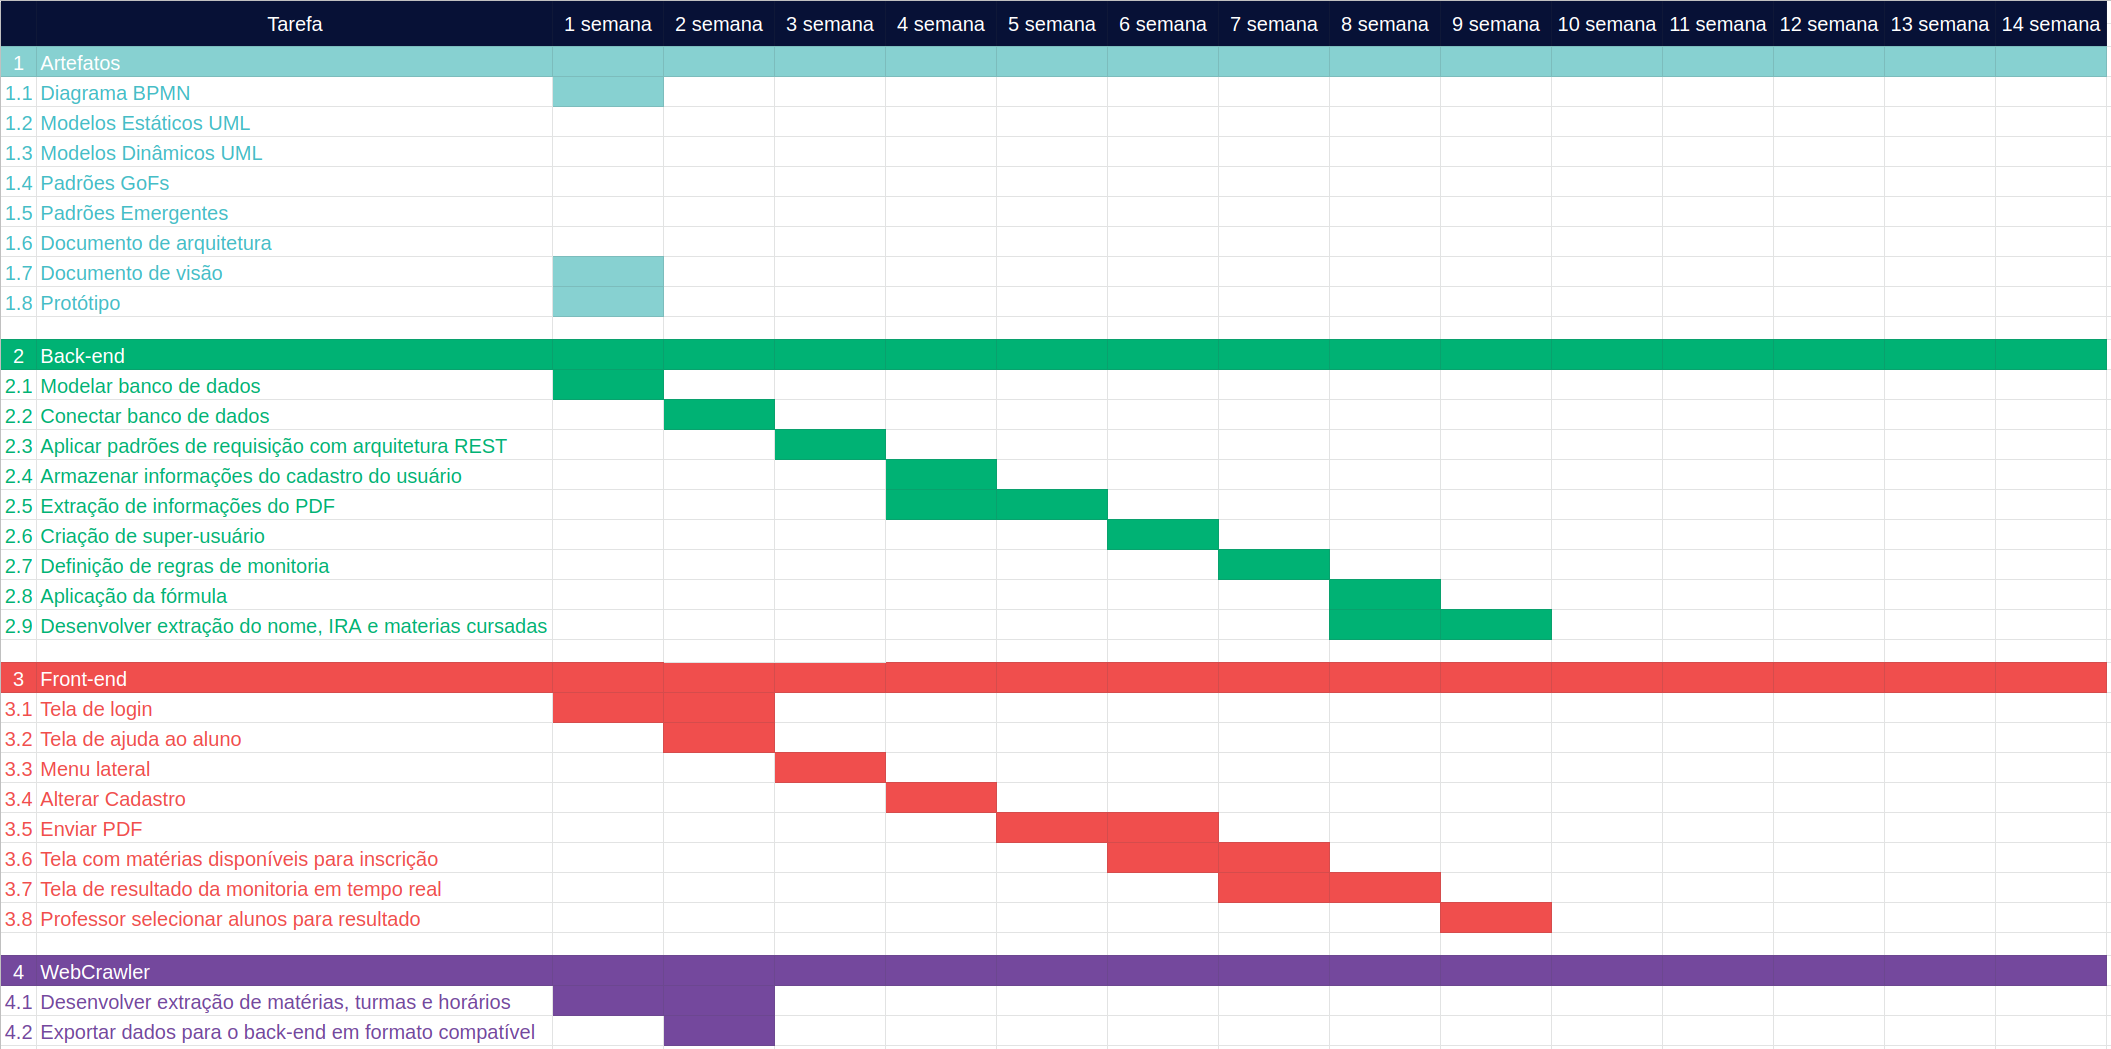 Tarefa 1 semana 2 semana 3 semana 4 semana 5 semana 6 semana 7 semana 8 semana 9 semana 10 semana 11 semana 12 semana 13 semana 14 semana
1 Artefatos
1.1 Diagrama BPMN
1.2 Modelos Estáticos UML
1.3 Modelos Dinâmicos UML
1.4 Padrões GoFs
1.5 Padrões Emergentes
1.6 Documento de arquitetura
1.7 Documento de visão
1.8 Protótipo
2 Back-end
2.1 Modelar banco de dados
2.2 Conectar banco de dados
2.3 Aplicar padrões de requisição com arquitetura REST
2.4 Armazenar informações do cadastro do usuário
2.5 Extração de informações do PDF
2.6 Criação de super-usuário
2.7 Definição de regras de monitoria
2.8 Aplicação da fórmula
2.9 Desenvolver extração do nome, IRA e materias cursadas
3 Front-end
3.1 Tela de login
3.2 Tela de ajuda ao aluno
3.3 Menu lateral
3.4 Alterar Cadastro
3.5 Enviar PDF
3.6 Tela com matérias disponíveis para inscrição
3.7 Tela de resultado da monitoria em tempo real
3.8 Professor selecionar alunos para resultado
4 WebCrawler
4.1 Desenvolver extração de matérias, turmas e horários
4.2 Exportar dados para o back-end em formato compatível